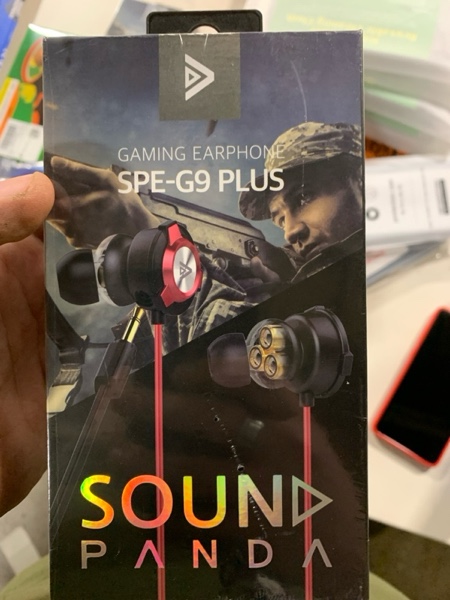 GAMING EARPHONE
SPE-G9 PLUS
SOUND
PANDA